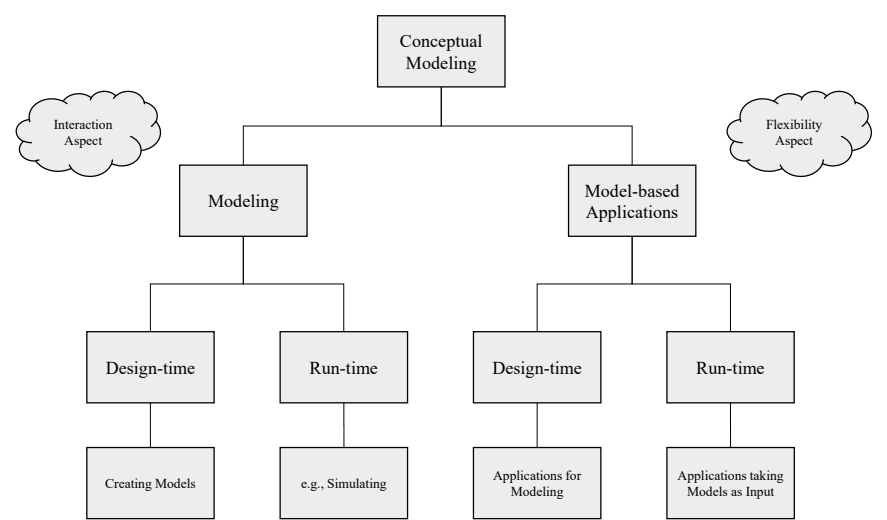 Conceptual
Modeling
Interaction
Aspect
Flexibility
Aspect
Modeling
Model-based
Applications
Design-time
Run-time
Design-time
Run-time
Creating Models
e.g., Simulating
Applications for
Modeling
Applications taking
Models as Input